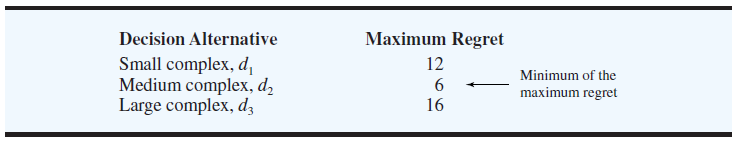 Decision Alternative Maximum Regret
Small complex, d₁ 12
Medium complex, d₂ 6
Large complex, d₃ 16
Minimum of the
maximum regret